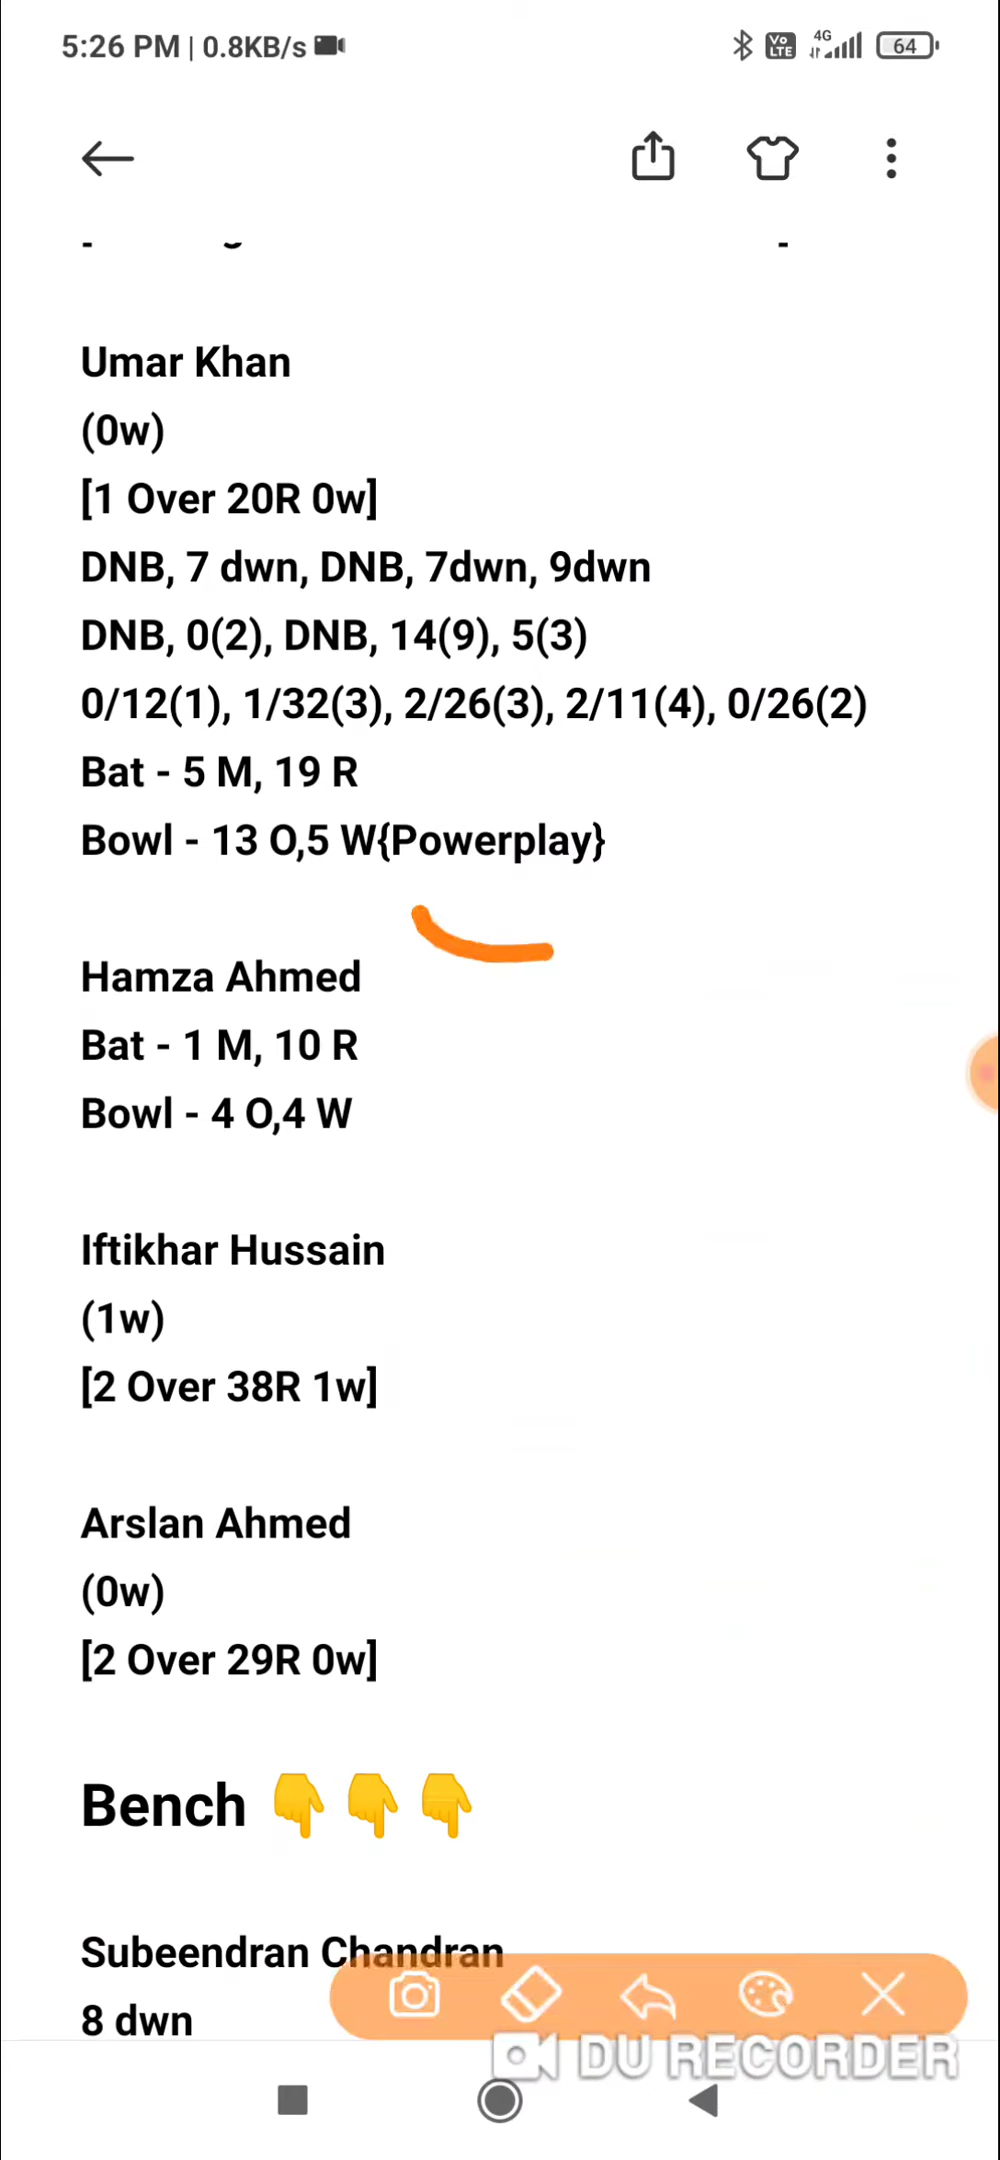 5:26 PM | 0.8KB/s
Vo LTE 4G 64
Umar Khan
(0w)
[1 Over 20R 0w]
DNB, 7 dwn, DNB, 7dwn, 9dwn
DNB, 0(2), DNB, 14(9), 5(3)
0/12(1), 1/32(3), 2/26(3), 2/11(4), 0/26(2)
Bat - 5 M, 19 R
Bowl - 13 O,5 W{Powerplay}
Hamza Ahmed
Bat - 1 M, 10 R
Bowl - 4 O,4 W
Iftikhar Hussain
(1w)
[2 Over 38R 1w]
Arslan Ahmed
(0w)
[2 Over 29R 0w]
Bench 👇👇👇
Subeendran Chandran
8 dwn
DU RECORDER